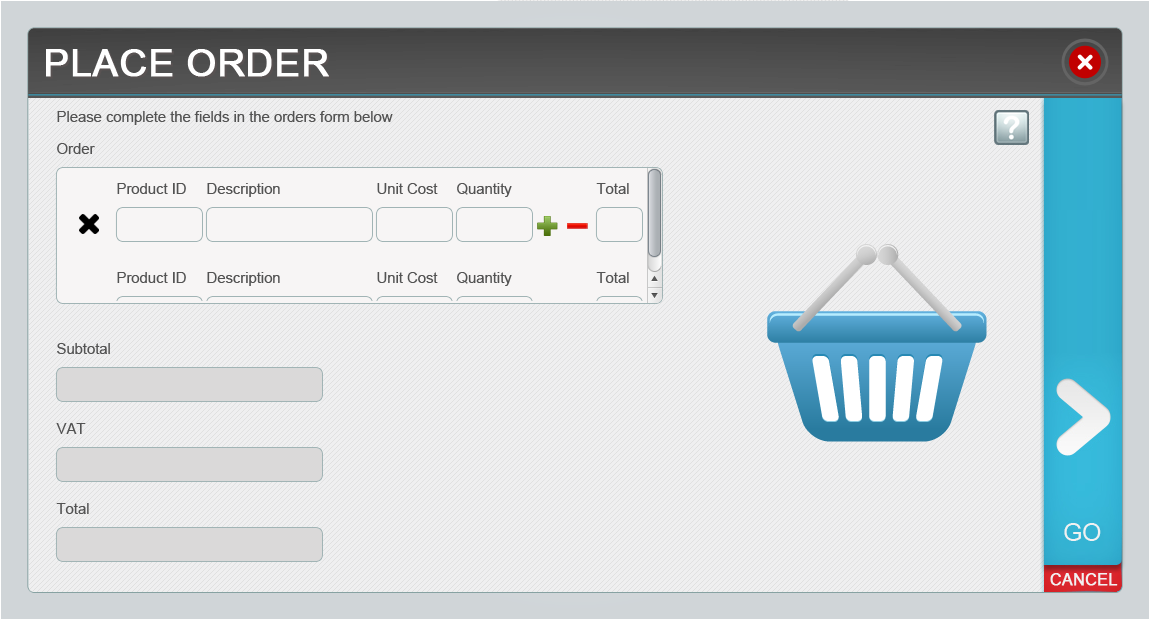 PLACE ORDER
Please complete the fields in the orders form below
?
Order
Product ID Description Unit Cost Quantity Total
Product ID Description Unit Cost Quantity Total
Subtotal
VAT
Total
GO
CANCEL